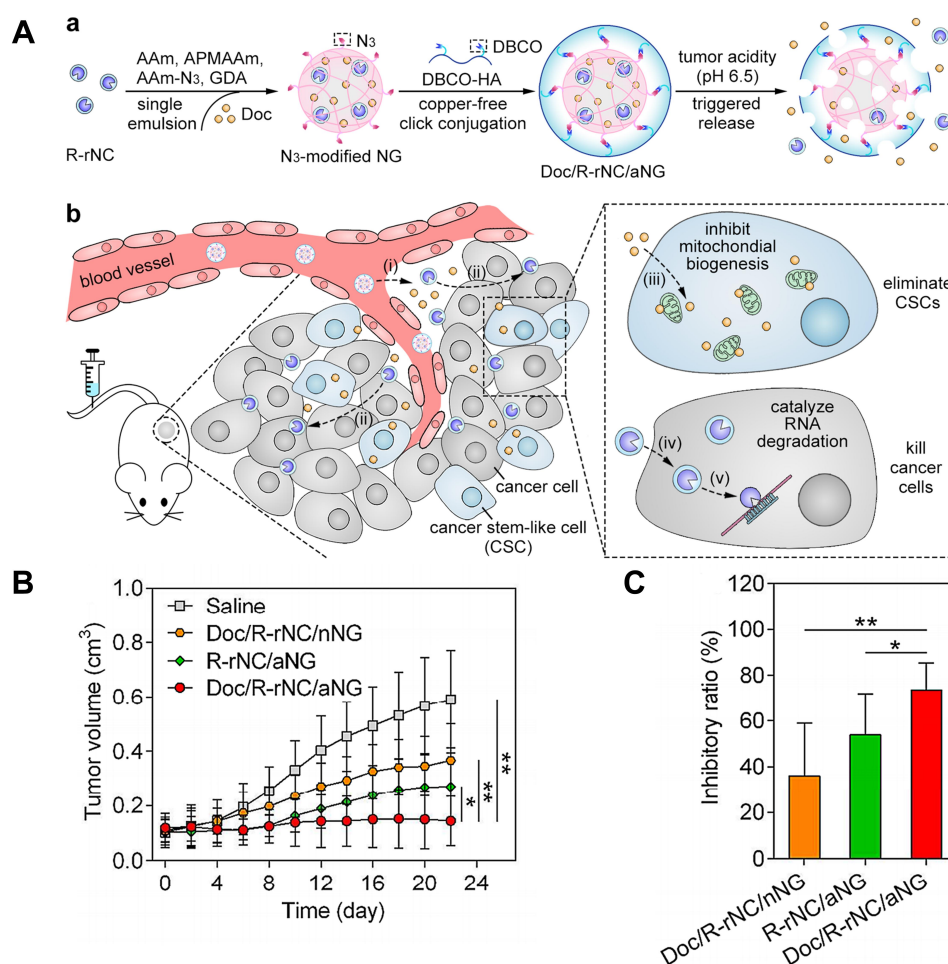 A
a
AAm, APMAAm,
AAm-N3, GDA
single
emulsion
Doc
R-rNC
N3
N3-modified NG
DBCO
DBCO-HA
copper-free
click conjugation
Doc/R-rNC/aNG
tumor acidity
(pH 6.5)
triggered
release
b
blood vessel
(i)
(ii)
(ii)
cancer cell
cancer stem-like cell
(CSC)
inhibit
mitochondial
biogenesis
(iii)
eliminate
CSCs
catalyze
RNA
degradation
(iv)
(v)
kill
cancer
cells
B
Tumor volume (cm3)
1.0
0.8
0.6
0.4
0.2
0.0
Saline
Doc/R-rNC/nNG
R-rNC/aNG
Doc/R-rNC/aNG
*
**
**
0 4 8 12 16 20 24
Time (day)
C
Inhibitory ratio (%)
120
100
80
60
40
20
0
**
*
Doc/R-rNC/nNG
R-rNC/aNG
Doc/R-rNC/aNG